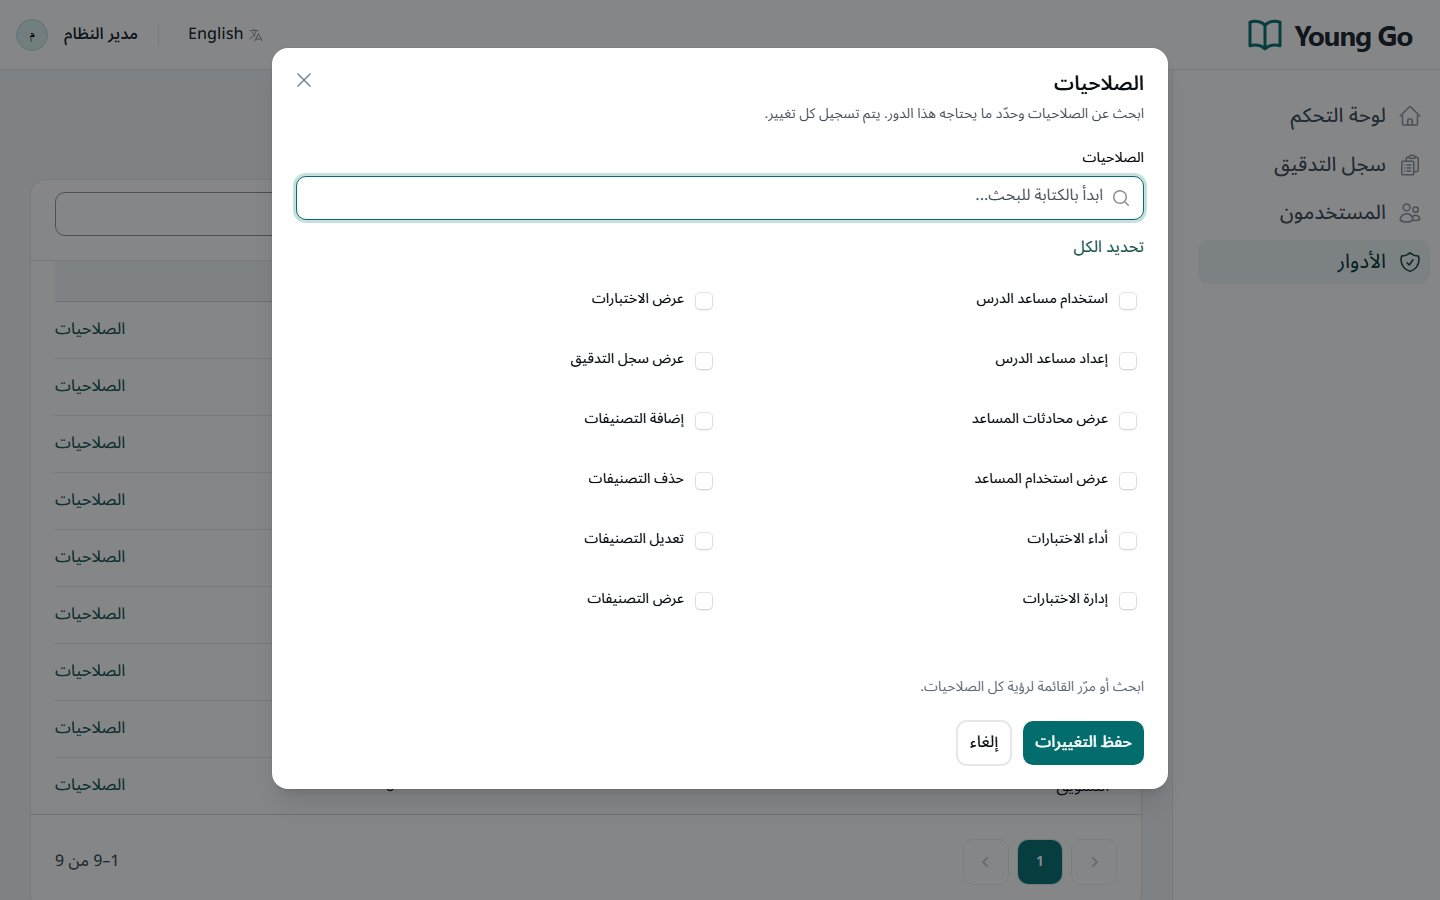 Young Go
English
مدير النظام
م
لوحة التحكم
سجل التدقيق
المستخدمون
الأدوار
الصلاحيات
ابحث عن الصلاحيات وحدّد ما يحتاجه هذا الدور. يتم تسجيل كل تغيير.
الصلاحيات
ابدأ بالكتابة للبحث...
تحديد الكل
استخدام مساعد الدرس
عرض الاختبارات
إعداد مساعد الدرس
عرض سجل التدقيق
عرض محادثات المساعد
إضافة التصنيفات
عرض استخدام المساعد
حذف التصنيفات
أداء الاختبارات
تعديل التصنيفات
إدارة الاختبارات
عرض التصنيفات
ابحث أو مرّر القائمة لرؤية كل الصلاحيات.
حفظ التغييرات
إلغاء
الصلاحيات
الصلاحيات
الصلاحيات
الصلاحيات
الصلاحيات
الصلاحيات
الصلاحيات
الصلاحيات
الصلاحيات
1
1–9 من 9